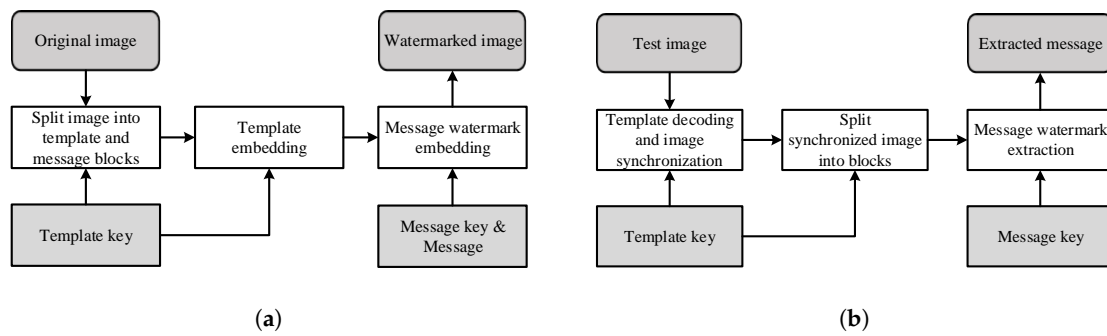 Original image
Watermarked image
Split image into
template and
message blocks
Template
embedding
Message watermark
embedding
Template key
Message key &
Message
(a)
Test image
Extracted message
Template decoding
and image
synchronization
Split
synchronized image
into blocks
Message watermark
extraction
Template key
Message key
(b)